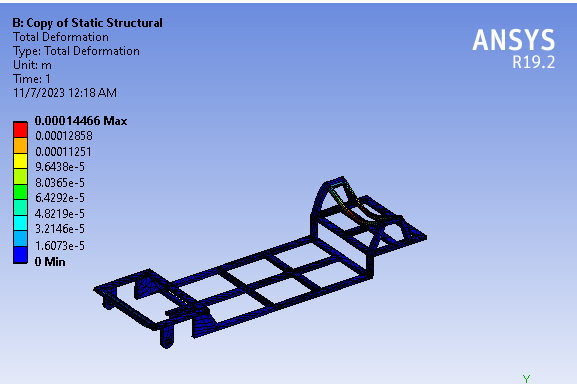 B: Copy of Static Structural
Total Deformation
Type: Total Deformation
Unit: m
Time: 1
11/7/2023 12:18 AM
ANSYS
R19.2
0.00014466 Max
0.00012858
0.00011251
9.6438e-5
8.0365e-5
6.4292e-5
4.8219e-5
3.2146e-5
1.6073e-5
0 Min
Y